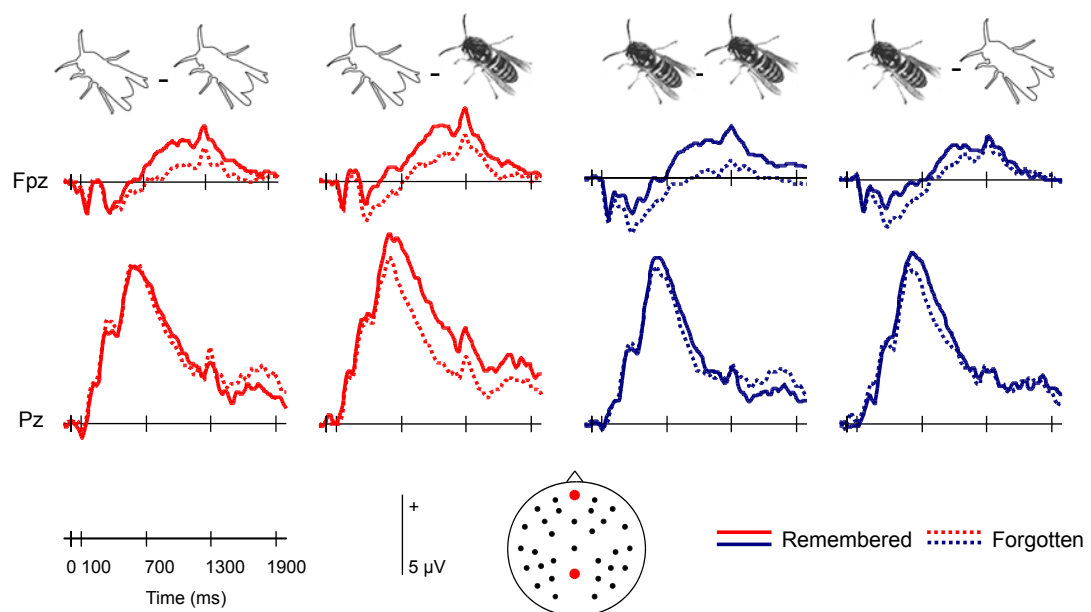 Fpz
Pz
+
5 µV
Remembered
Forgotten
0 100 700 1300 1900
Time (ms)